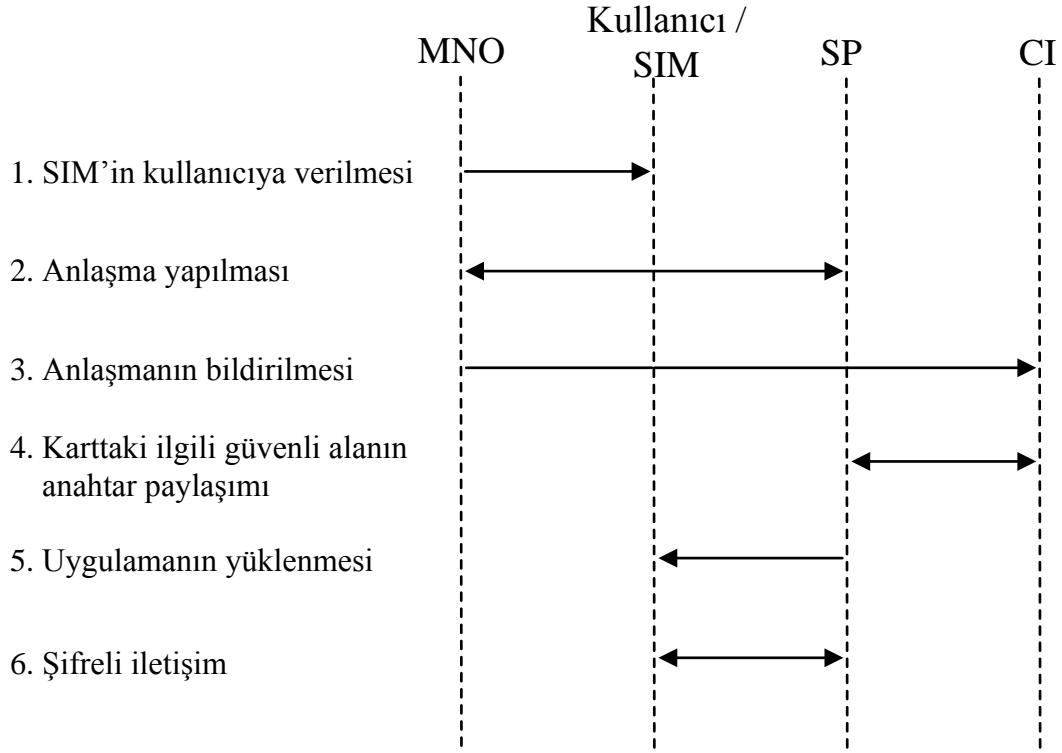 Kullanıcı /
MNO SIM SP CI
1. SIM’in kullanıcıya verilmesi
2. Anlaşma yapılması
3. Anlaşmanın bildirilmesi
4. Karttaki ilgili güvenli alanın
anahtar paylaşımı
5. Uygulamanın yüklenmesi
6. Şifreli iletişim